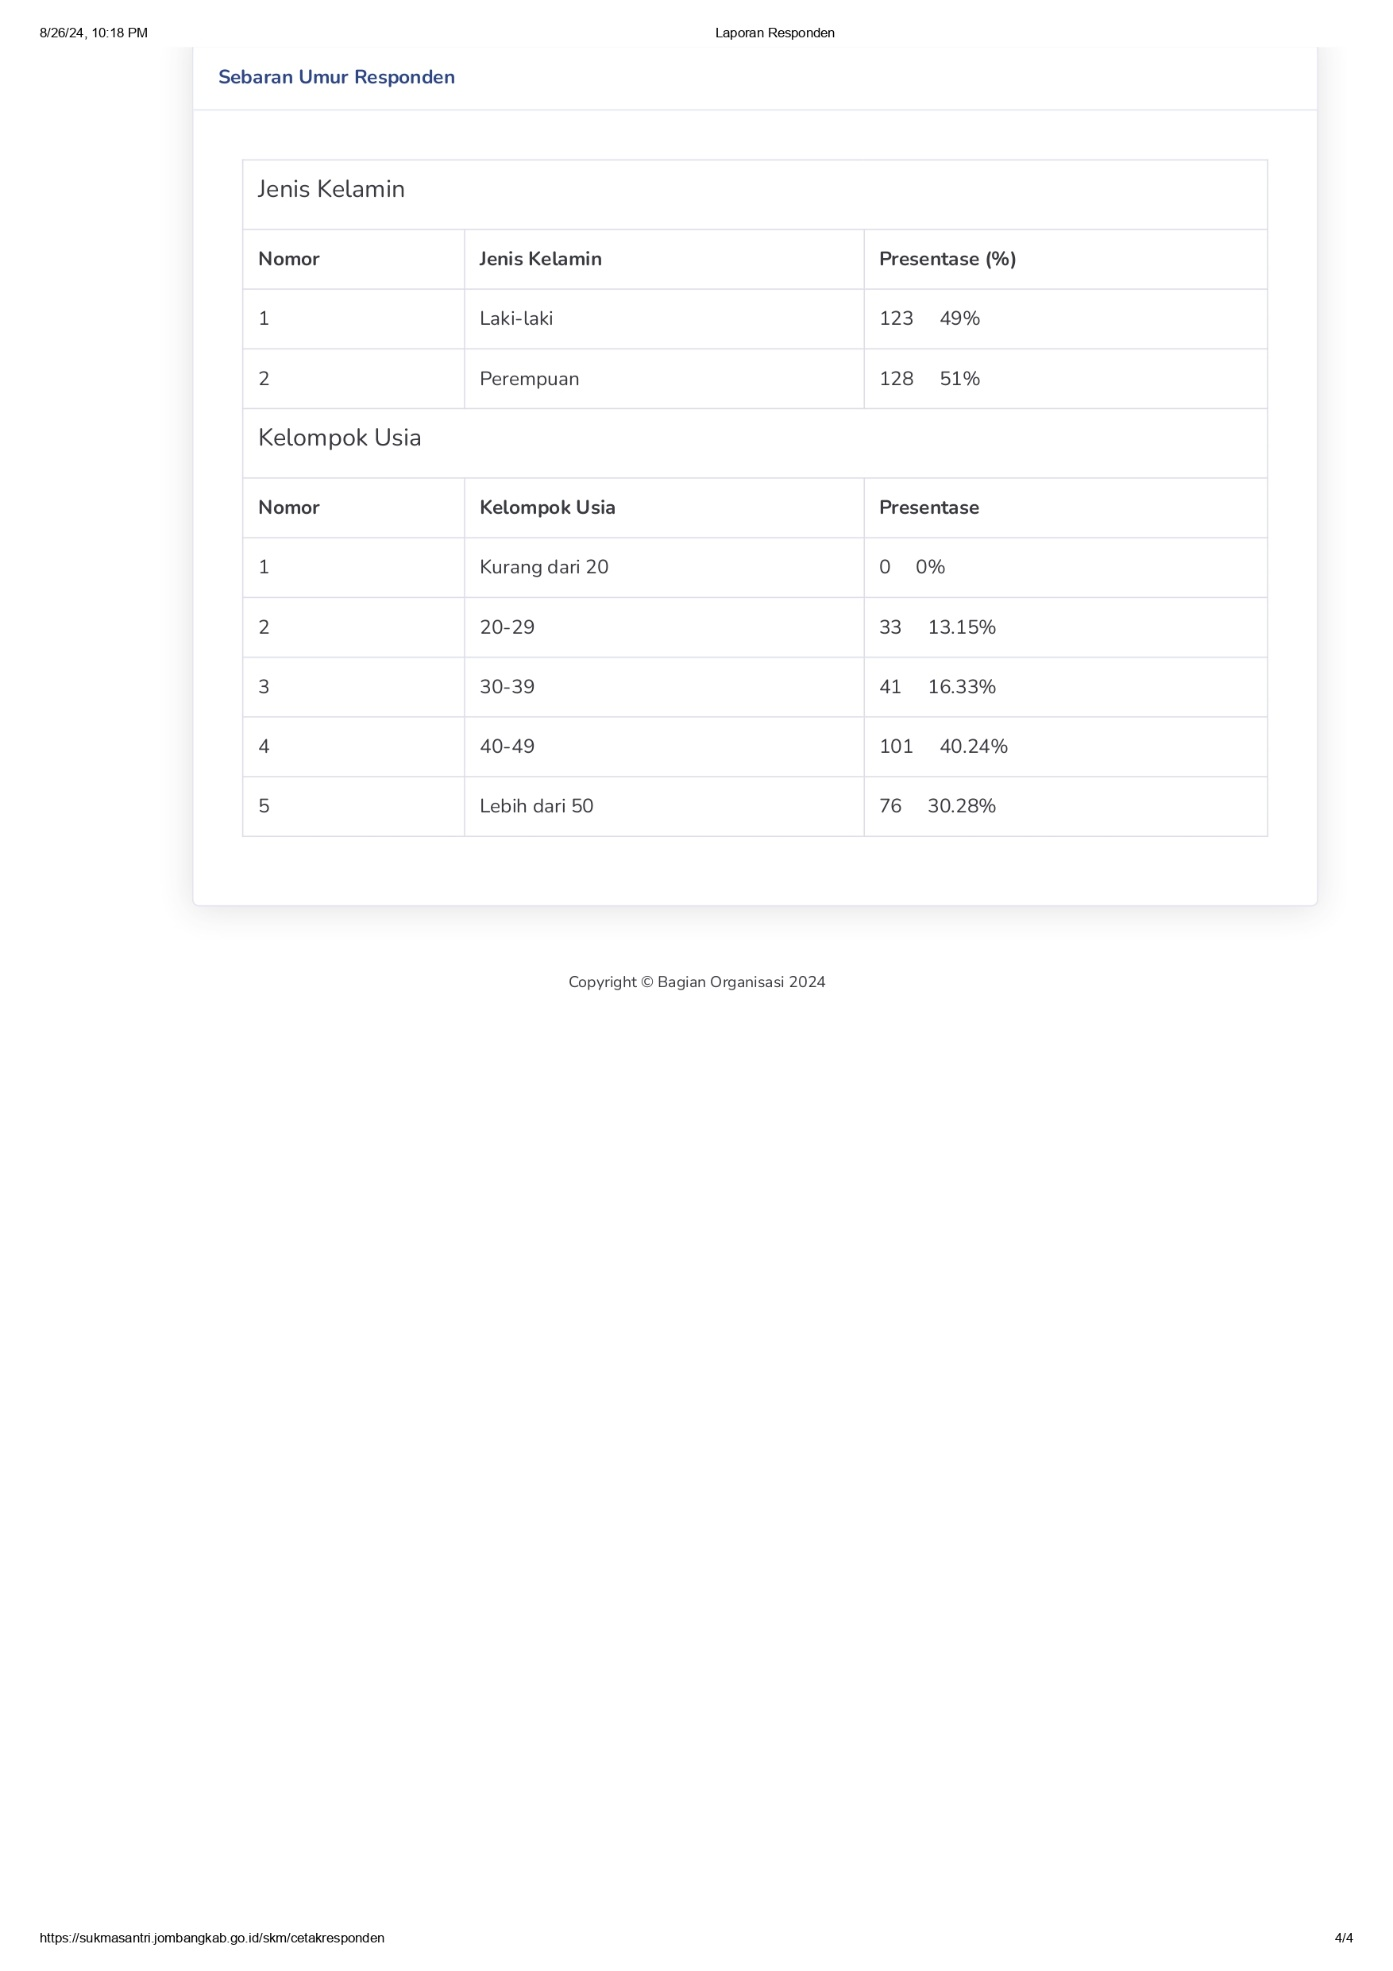 8/26/24, 10:18 PM Laporan Responden
Sebaran Umur Responden
Jenis Kelamin
Nomor Jenis Kelamin Presentase (%)
1 Laki-laki 123 49%
2 Perempuan 128 51%
Kelompok Usia
Nomor Kelompok Usia Presentase
1 Kurang dari 20 0 0%
2 20-29 33 13.15%
3 30-39 41 16.33%
4 40-49 101 40.24%
5 Lebih dari 50 76 30.28%
Copyright © Bagian Organisasi 2024
https://sukmasantri.jombangkab.go.id/skm/cetakresponden 4/4